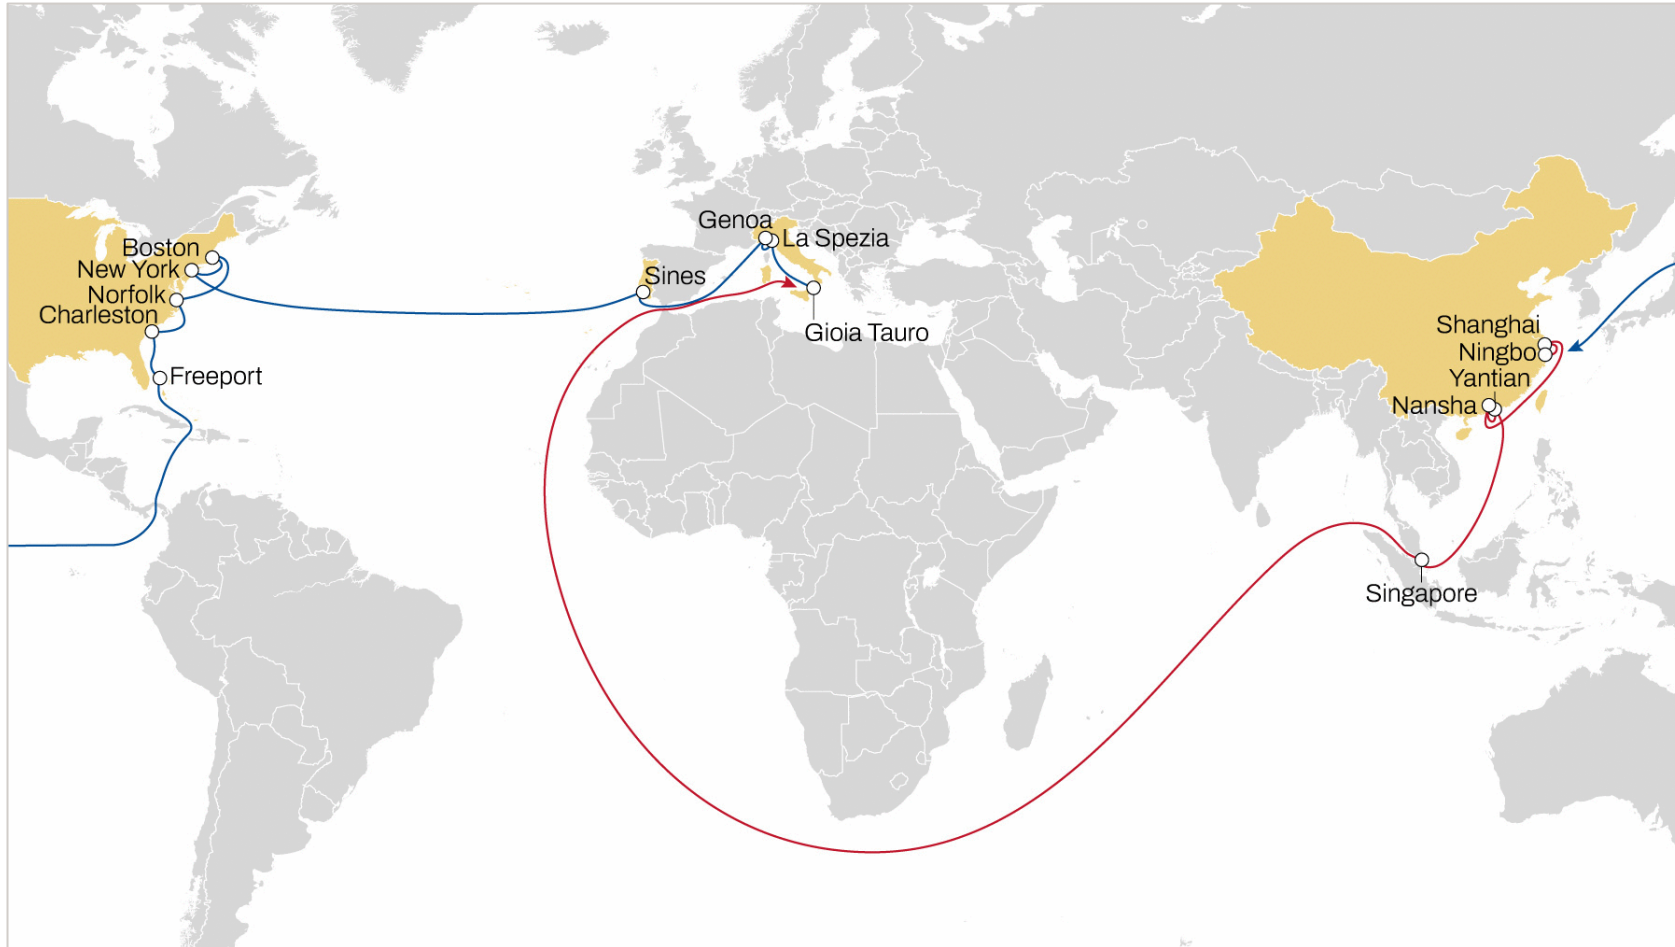 Boston
New York
Norfolk
Charleston
Freeport
Sines
Genoa
La Spezia
Gioia Tauro
Shanghai
Ningbo
Yantian
Nansha
Singapore